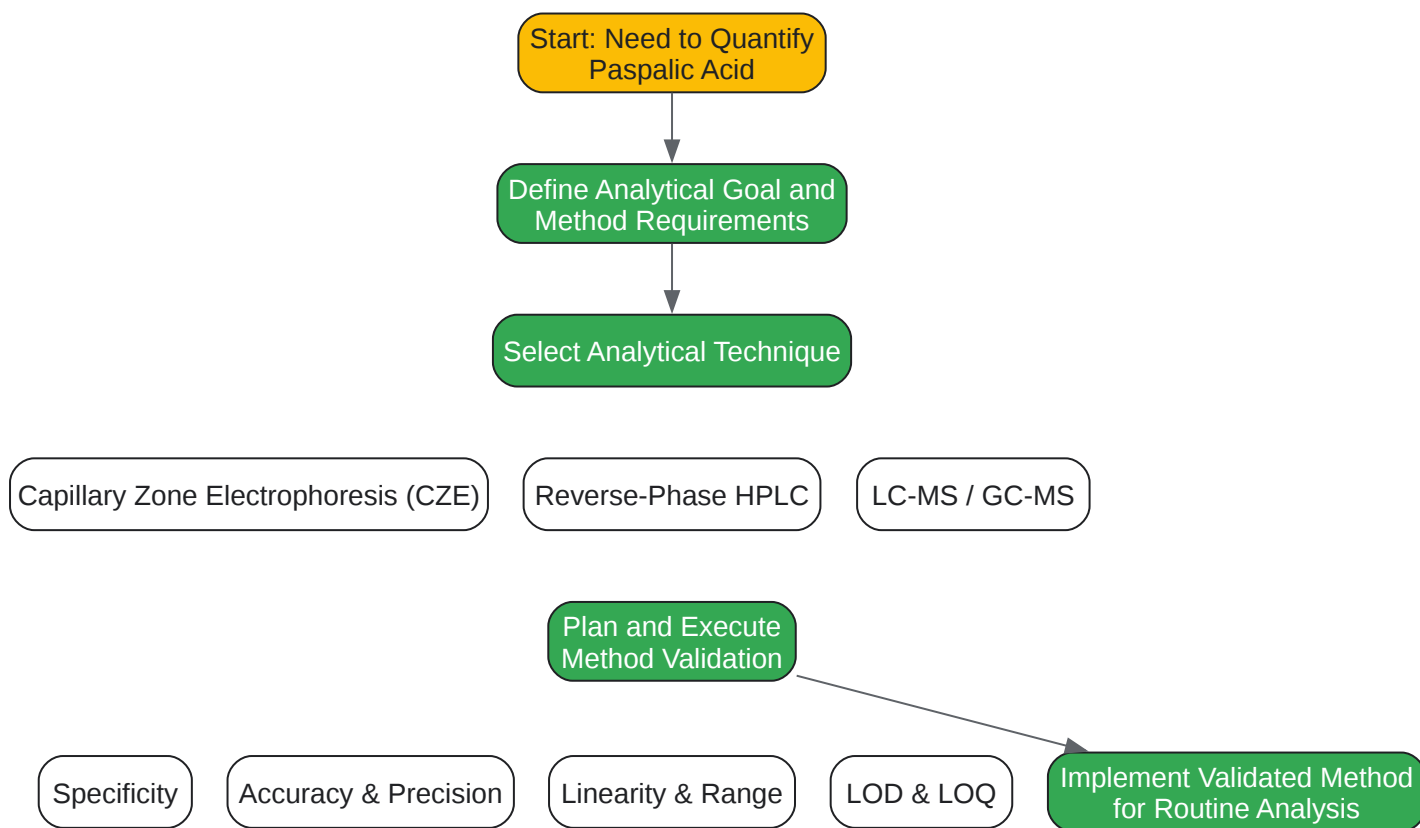 Start: Need to Quantify
Paspalic Acid
Define Analytical Goal and
Method Requirements
Select Analytical Technique
Capillary Zone Electrophoresis (CZE)
Reverse-Phase HPLC
LC-MS / GC-MS
Plan and Execute
Method Validation
Specificity
Accuracy & Precision
Linearity & Range
LOD & LOQ
Implement Validated Method
for Routine Analysis